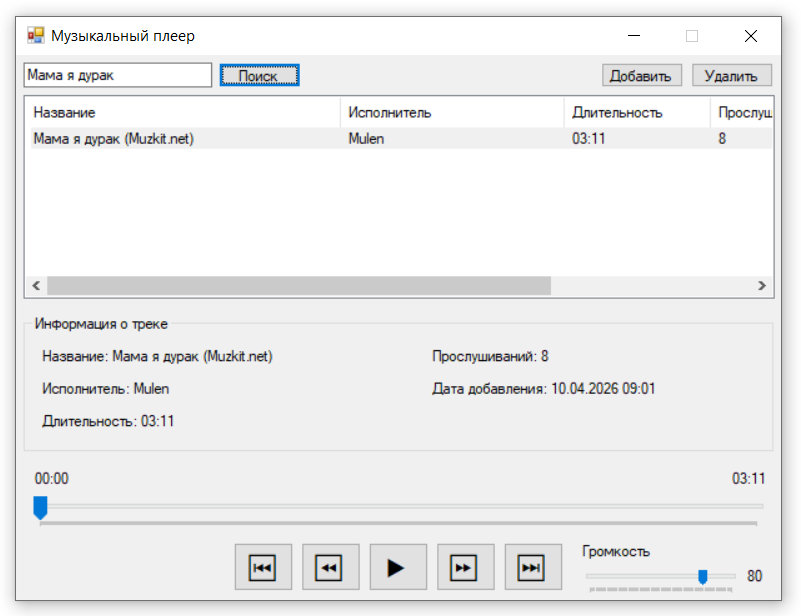 Музыкальный плеер
Мама я дурак Поиск Добавить Удалить
Название Исполнитель Длительность Прослуш
Мама я дурак (Muzkit.net) Mulen 03:11 8
Информация о треке
Название: Мама я дурак (Muzkit.net) Прослушиваний: 8
Исполнитель: Mulen Дата добавления: 10.04.2026 09:01
Длительность: 03:11
00:00 03:11
Громкость
80